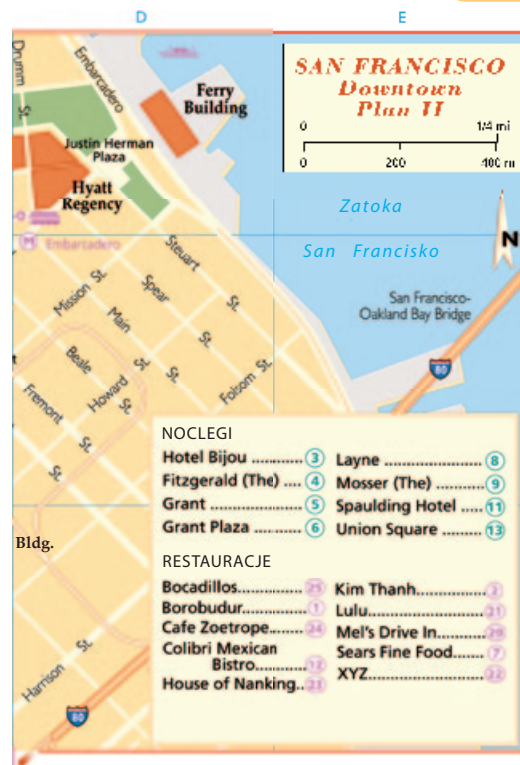 D E
Drumm St.
Embarcadero
Ferry
Building
Justin Herman
Plaza
Hyatt
Regency
SAN FRANCISCO
Downtown
Plan II
0 1/4 mi
0 200 400 m
Zatoka
San Francisko
N
M Embarcadero
San Francisco-
Oakland Bay Bridge
80
Steuart St.
Mission St.
Spear St.
Main St.
Beale St.
Howard St.
Folsom St.
Fremont St.
Bldg.
Harrison St.
80
NOCLEGI
Hotel Bijou ............ 3
Fitzgerald (The) .... 4
Grant .................... 5
Grant Plaza ........... 6
Layne ...................... 8
Mosser (The) .......... 9
Spaulding Hotel ..... 11
Union Square ......... 13
RESTAURACJE
Bocadillos.............. 25
Borobudur............. 1
Cafe Zoetrope........ 24
Colibri Mexican
Bistro............ 12
House of Nanking.. 23
Kim Thanh............. 2
Lulu....................... 21
Mel's Drive In......... 29
Sears Fine Food...... 7
XYZ........................ 22